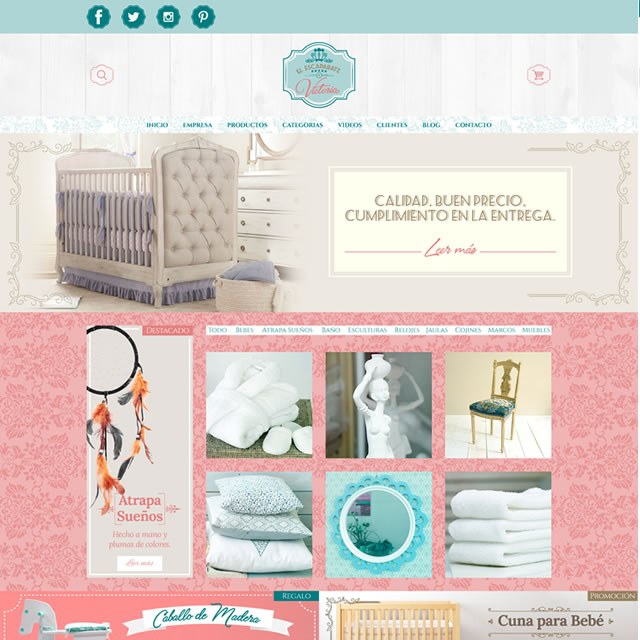 EL ESCAPARATE
Victoria
INICIO EMPRESA PRODUCTOS CATEGORIAS VIDEOS CLIENTES BLOG CONTACTO
CALIDAD, BUEN PRECIO,
CUMPLIMIENTO EN LA ENTREGA.
Leer más
DESTACADO
TODO BEBES ATRAPA SUEÑOS BAÑO ESCULTURAS RELOJES JAULAS COJINES MARCOS MUEBLES
Atrapa
Sueños
Hecho a mano y
plumas de colores.
Leer más
REGALO
PROMOCIÓN
Caballo de Madera
Cuna para Bebé